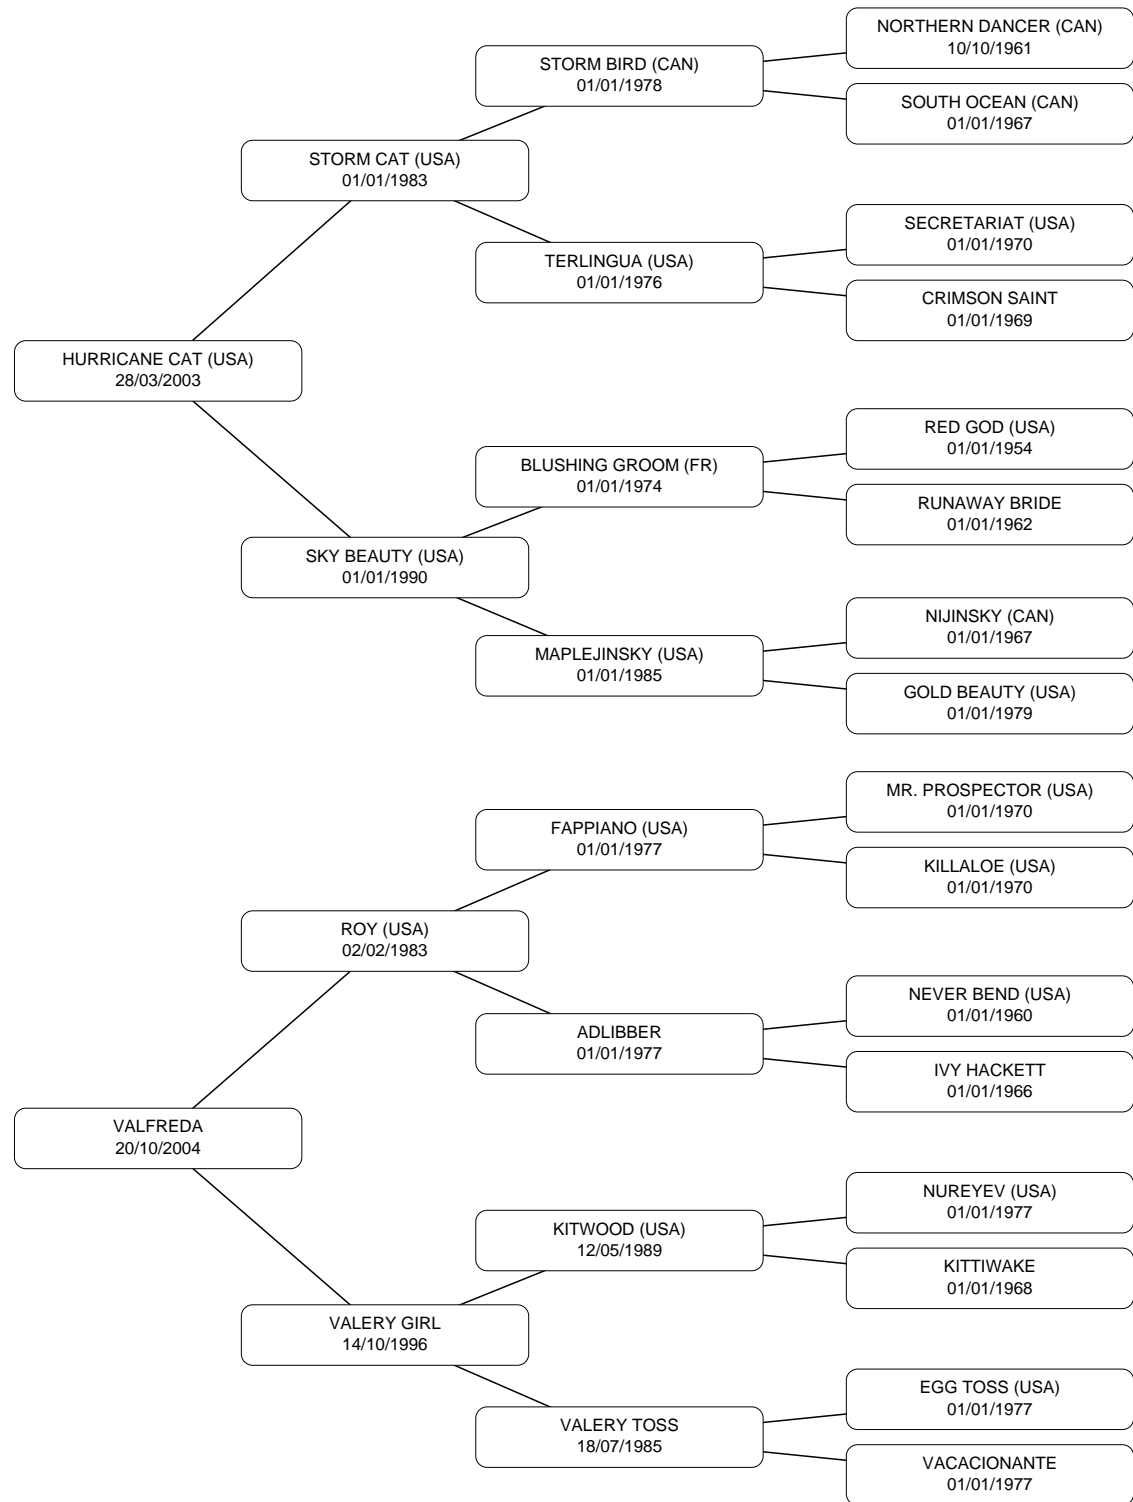 NORTHERN DANCER (CAN)
10/10/1961
STORM BIRD (CAN)
01/01/1978
SOUTH OCEAN (CAN)
01/01/1967
STORM CAT (USA)
01/01/1983
SECRETARIAT (USA)
01/01/1970
TERLINGUA (USA)
01/01/1976
CRIMSON SAINT
01/01/1969
HURRICANE CAT (USA)
28/03/2003
RED GOD (USA)
01/01/1954
BLUSHING GROOM (FR)
01/01/1974
RUNAWAY BRIDE
01/01/1962
SKY BEAUTY (USA)
01/01/1990
NIJINSKY (CAN)
01/01/1967
MAPLEJINSKY (USA)
01/01/1985
GOLD BEAUTY (USA)
01/01/1979
MR. PROSPECTOR (USA)
01/01/1970
FAPPIANO (USA)
01/01/1977
KILLALOE (USA)
01/01/1970
ROY (USA)
02/02/1983
NEVER BEND (USA)
01/01/1960
ADLIBBER
01/01/1977
IVY HACKETT
01/01/1966
VALFREDA
20/10/2004
NUREYEV (USA)
01/01/1977
KITWOOD (USA)
12/05/1989
KITTIWAKE
01/01/1968
VALERY GIRL
14/10/1996
EGG TOSS (USA)
01/01/1977
VALERY TOSS
18/07/1985
VACACIONANTE
01/01/1977